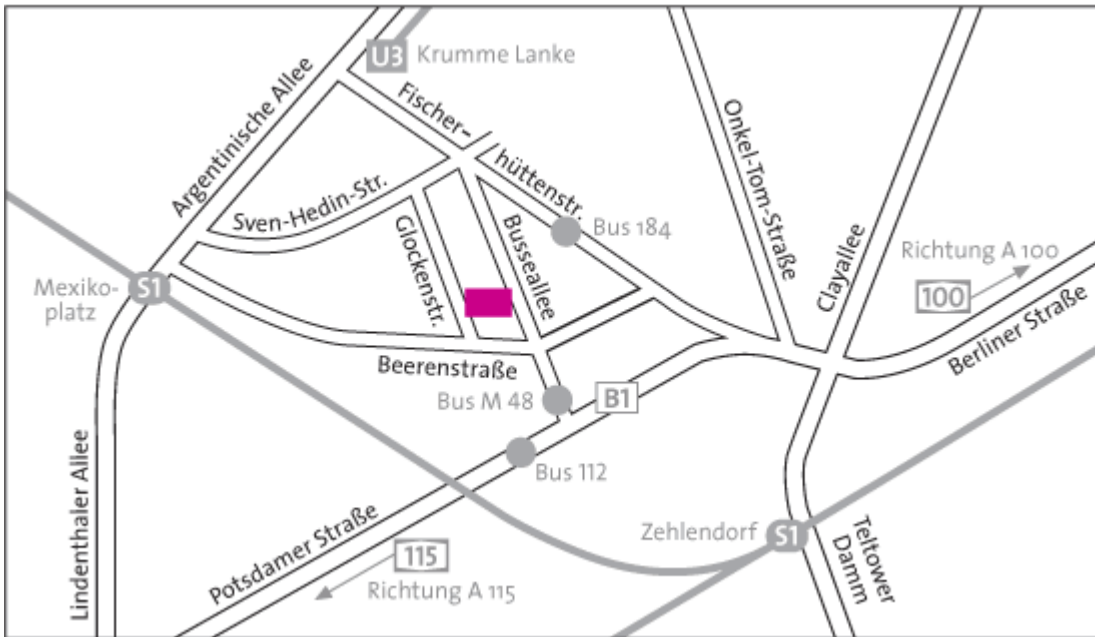 U3 Krumme Lanke
Argentinische Allee
Fischer-
hüttenstr.
Onkel-Tom-Straße
Clayallee
Sven-Hedin-Str.
Bus 184
Richtung A 100
100
Glockenstr.
Busseallee
Mexiko-
platz
S1
Berliner Straße
Beerenstraße
Bus M 48
B1
Bus 112
Lindenthaler Allee
Potsdamer Straße
115
Richtung A 115
Zehlendorf
S1
Teltower
Damm